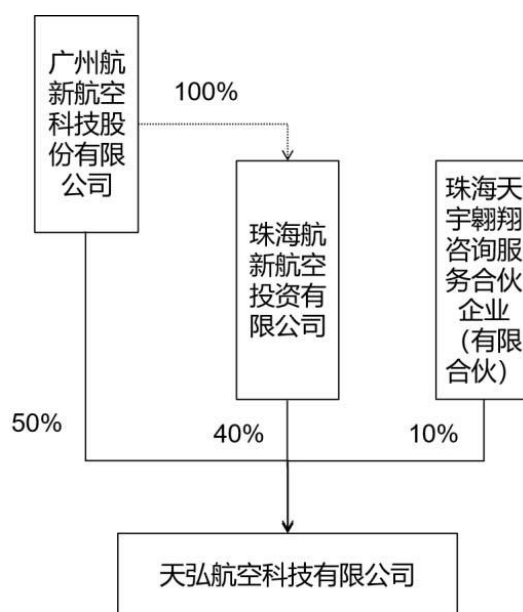 广州航
新航空
科技股
份有限
公司
100%
珠海航
新航空
投资有
限公司
珠海天
宇翱翔
咨询服
务合伙
企业
（有限
合伙）
50%
40%
10%
天弘航空科技有限公司